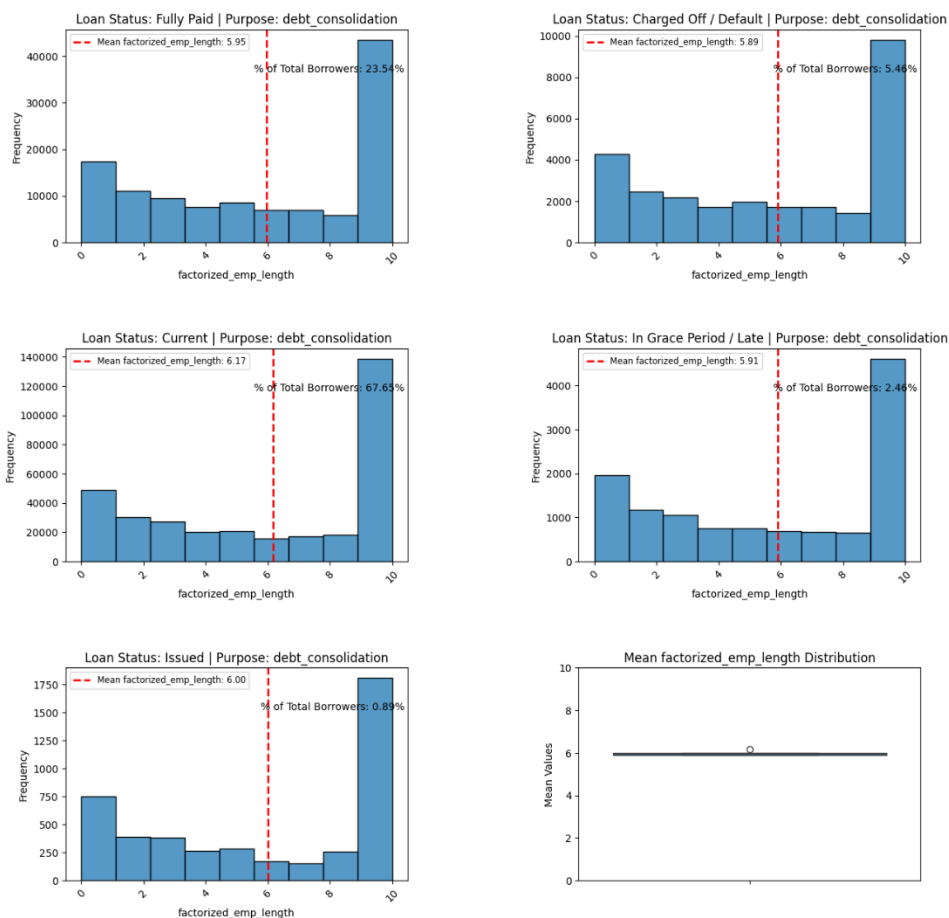 Loan Status: Fully Paid | Purpose: debt_consolidation
Mean factorized_emp_length: 5.95
% of Total Borrowers: 23.54%
Frequency
40000
30000
20000
10000
0
0 2 4 6 8 10
factorized_emp_length
Loan Status: Charged Off / Default | Purpose: debt_consolidation
Mean factorized_emp_length: 5.89
% of Total Borrowers: 5.46%
Frequency
10000
8000
6000
4000
2000
0
0 2 4 6 8 10
factorized_emp_length
Loan Status: Current | Purpose: debt_consolidation
Mean factorized_emp_length: 6.17
% of Total Borrowers: 67.65%
Frequency
140000
120000
100000
80000
60000
40000
20000
0
0 2 4 6 8 10
factorized_emp_length
Loan Status: In Grace Period / Late | Purpose: debt_consolidation
Mean factorized_emp_length: 5.91
% of Total Borrowers: 2.46%
Frequency
4000
3000
2000
1000
0
0 2 4 6 8 10
factorized_emp_length
Loan Status: Issued | Purpose: debt_consolidation
Mean factorized_emp_length: 6.00
% of Total Borrowers: 0.89%
Frequency
1750
1500
1250
1000
750
500
250
0
0 2 4 6 8 10
factorized_emp_length
Mean factorized_emp_length Distribution
Mean Values
10
8
6
4
2
0